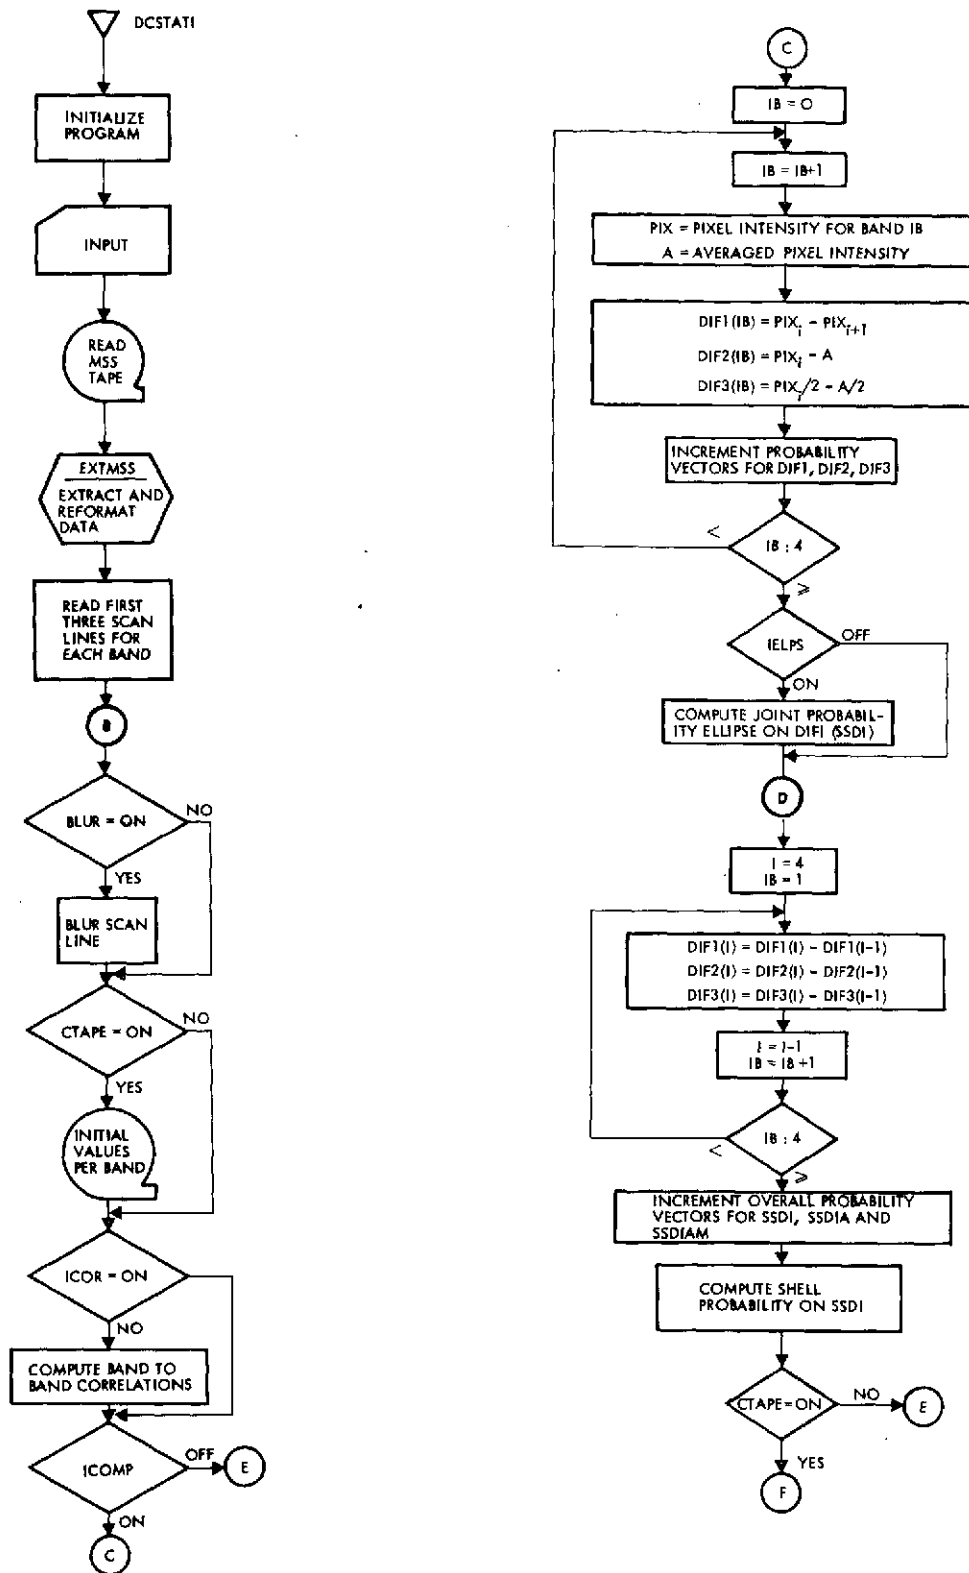 DCSTAT1
INITIALIZE
PROGRAM
INPUT
READ
MSS
TAPE
EXTMSS
EXTRACT AND
REFORMAT
DATA
READ FIRST
THREE SCAN
LINES FOR
EACH BAND
B
BLUR = ON
NO
YES
BLUR SCAN
LINE
CTAPE = ON
NO
YES
INITIAL
VALUES
PER BAND
ICOR = ON
NO
COMPUTE BAND TO
BAND CORRELATIONS
ICOMP
OFF
E
ON
C
C
IB = O
IB = IB+1
PIX = PIXEL INTENSITY FOR BAND IB
A = AVERAGED PIXEL INTENSITY
DIF1(IB) = PIX_i - PIX_{i+1}
DIF2(IB) = PIX_i - A
DIF3(IB) = PIX_i/2 - A/2
INCREMENT PROBABILITY
VECTORS FOR DIF1, DIF2, DIF3
<
IB : 4
⩾
IELPS
OFF
ON
COMPUTE JOINT PROBABIL-
ITY ELLIPSE ON DIF1 (SSDI)
D
I = 4
IB = 1
DIF1(I) = DIF1(I) - DIF1(I-1)
DIF2(I) = DIF2(I) - DIF2(I-1)
DIF3(I) = DIF3(I) - DIF3(I-1)
I = I-1
IB = IB +1
IB : 4
<
⩾
INCREMENT OVERALL PROBABILITY
VECTORS FOR SSDI, SSDIA AND
SSDIAM
COMPUTE SHELL
PROBABILITY ON SSDI
CTAPE=ON
NO
E
YES
F